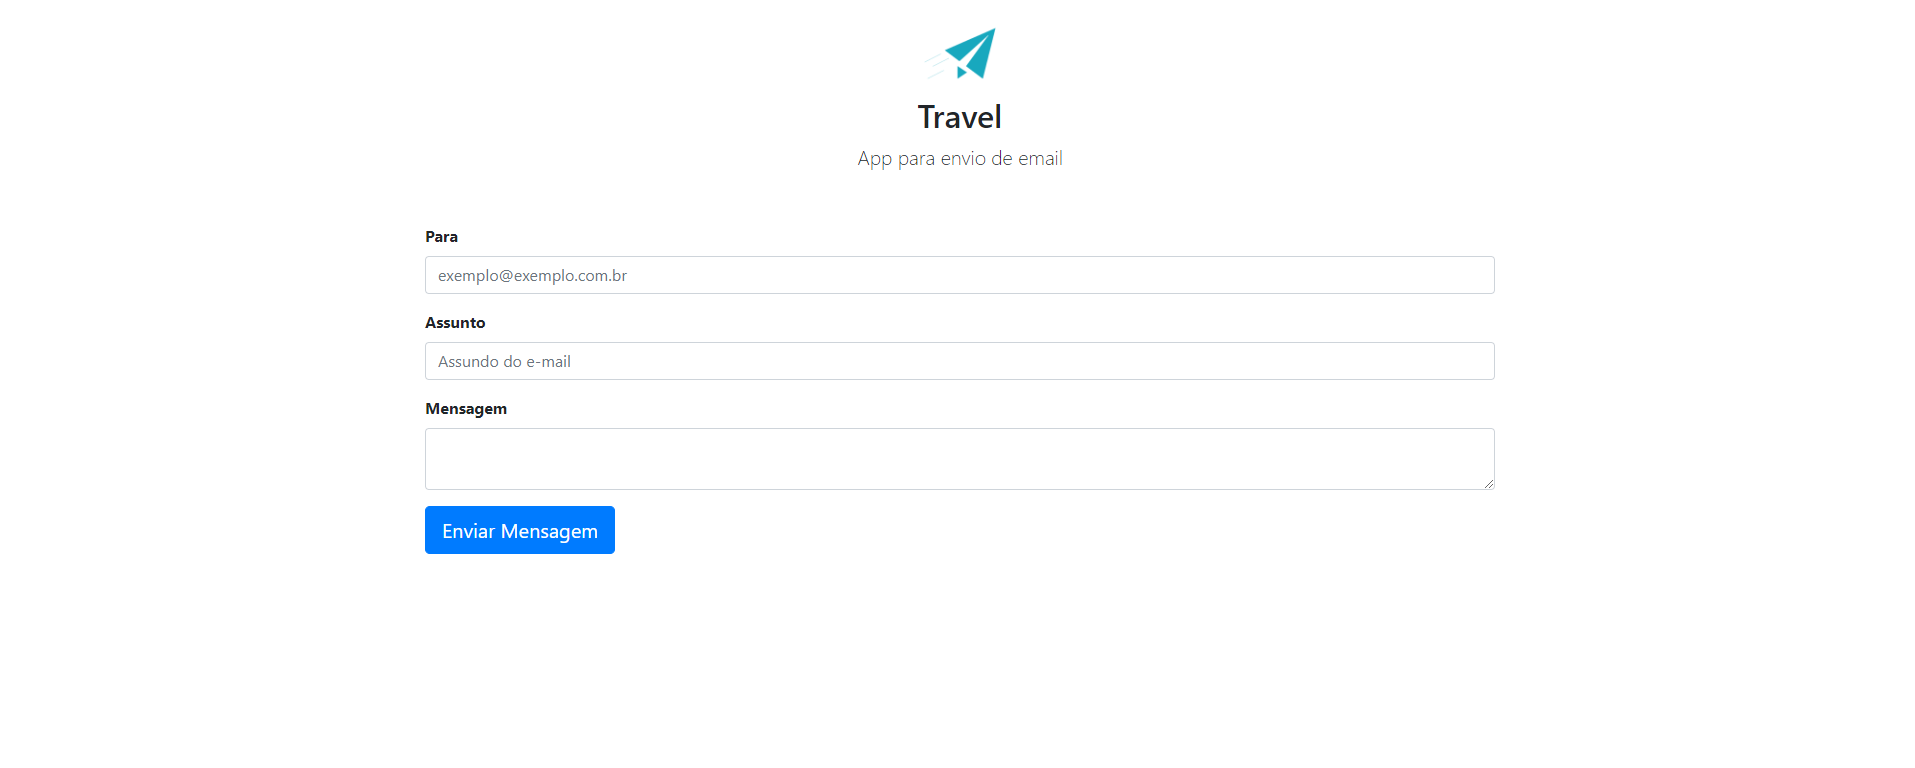 Travel
App para envio de email
Para
exemplo@exemplo.com.br
Assunto
Assundo do e-mail
Mensagem
Enviar Mensagem